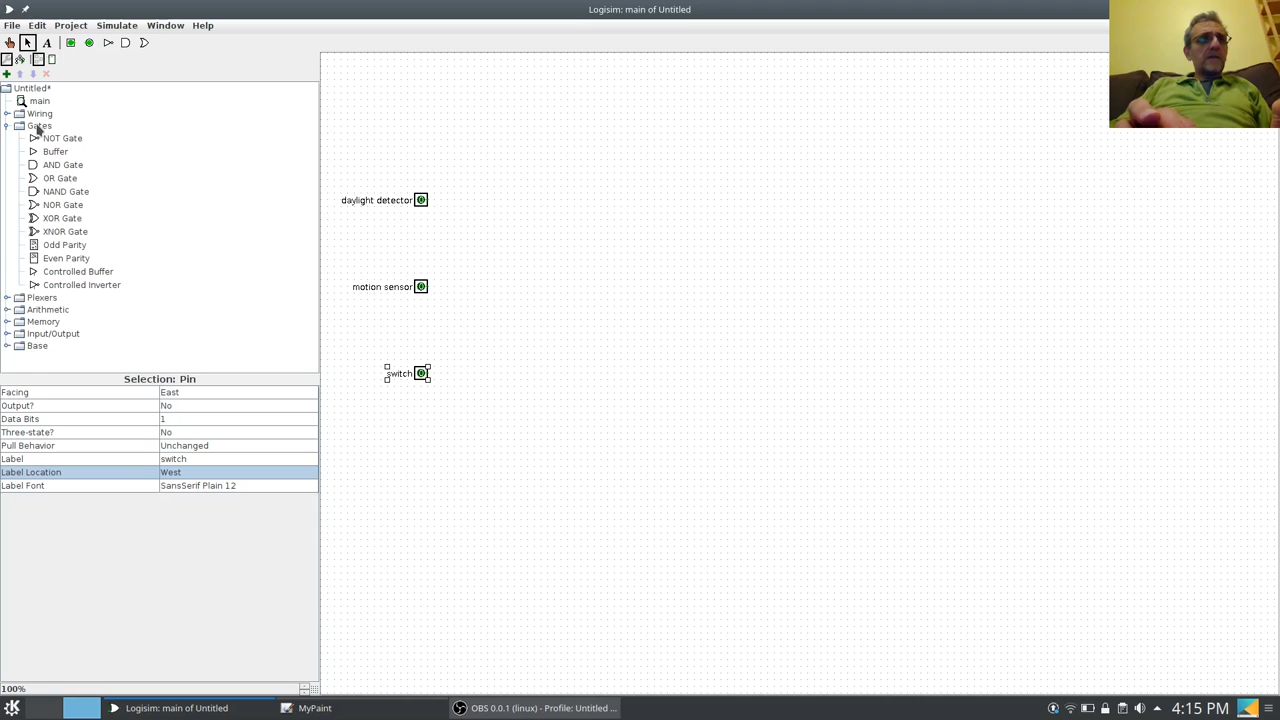 Logisim: main of Untitled
File Edit Project Simulate Window Help
A
Untitled*
main
Wiring
Gates
NOT Gate
Buffer
AND Gate
OR Gate
NAND Gate
NOR Gate
XOR Gate
XNOR Gate
Odd Parity
Even Parity
Controlled Buffer
Controlled Inverter
Plexers
Arithmetic
Memory
Input/Output
Base
Selection: Pin
Facing East
Output? No
Data Bits 1
Three-state? No
Pull Behavior Unchanged
Label switch
Label Location West
Label Font SansSerif Plain 12
100%
daylight detector
motion sensor
switch
Logisim: main of Untitled MyPaint OBS 0.0.1 (linux) - Profile: Untitled ... 4:15 PM